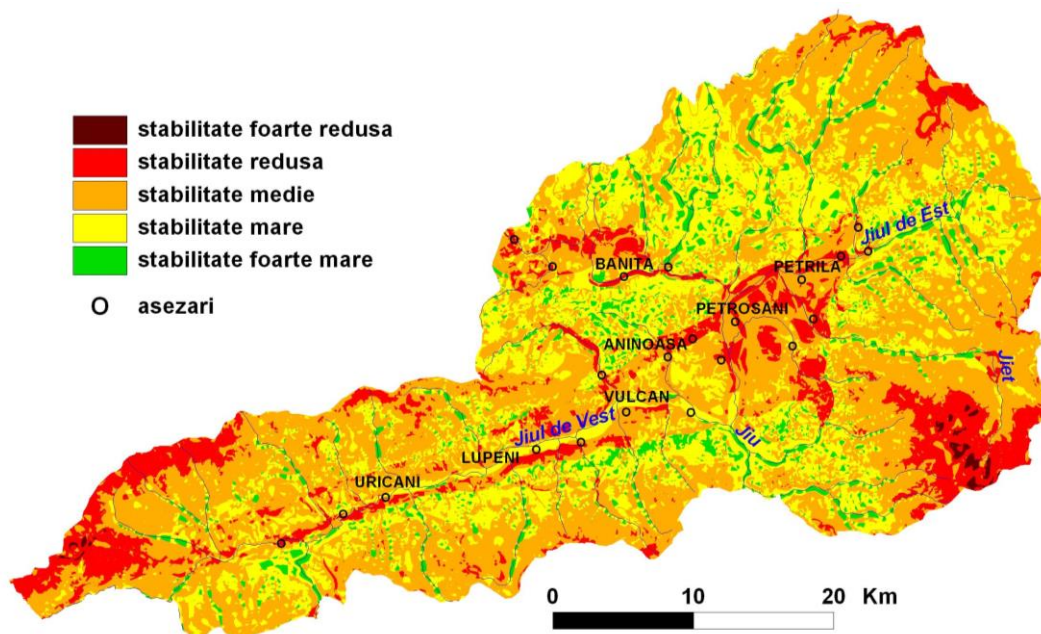 stabilitate foarte redusa
stabilitate redusa
stabilitate medie
stabilitate mare
stabilitate foarte mare
O asezari
Jiul de Est
BANITA
PETRILA
PETROSANI
ANINOASA
Jiet
VULCAN
Jiul de Vest
Jiu
LUPENI
URICANI
0 10 20 Km